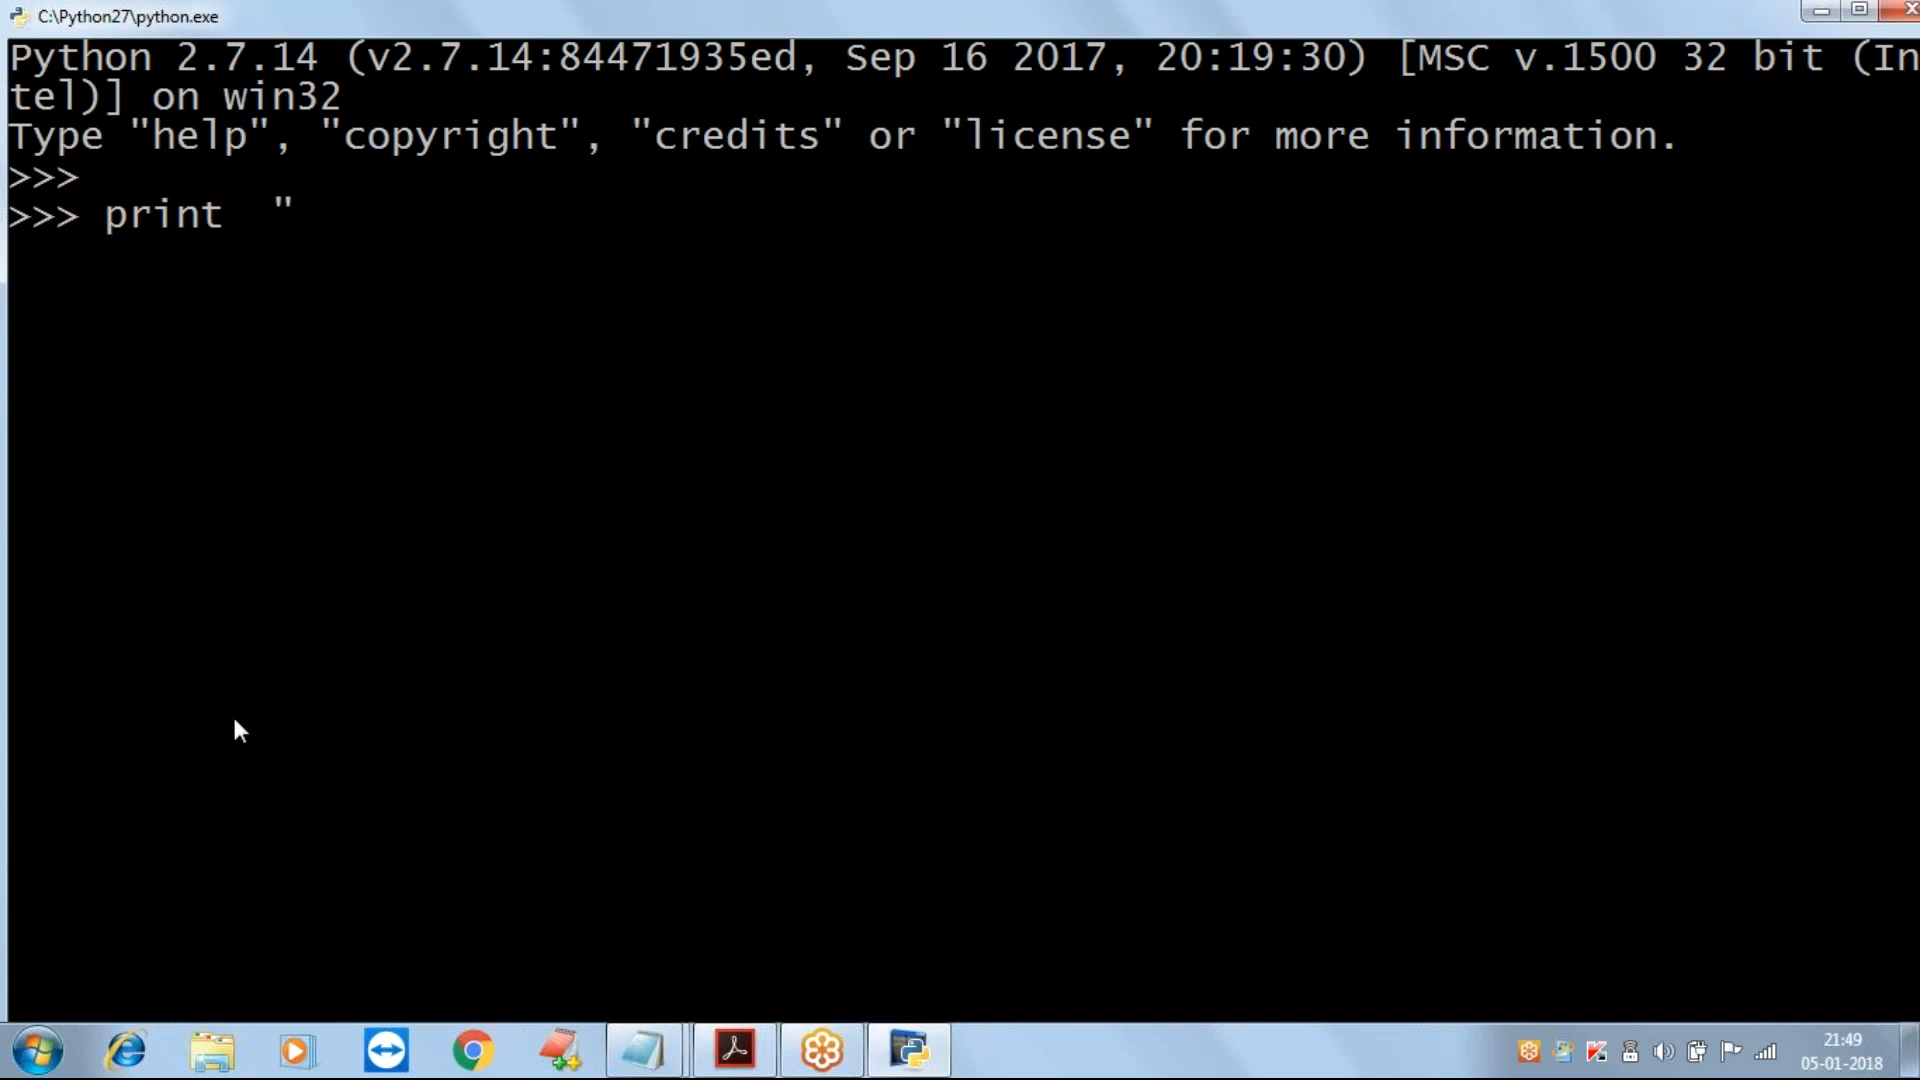 C:\Python27\python.exe
Python 2.7.14 (v2.7.14:84471935ed, Sep 16 2017, 20:19:30) [MSC v.1500 32 bit (In
tel)] on win32
Type "help", "copyright", "credits" or "license" for more information.
>>>
>>> print  "
21:49
05-01-2018